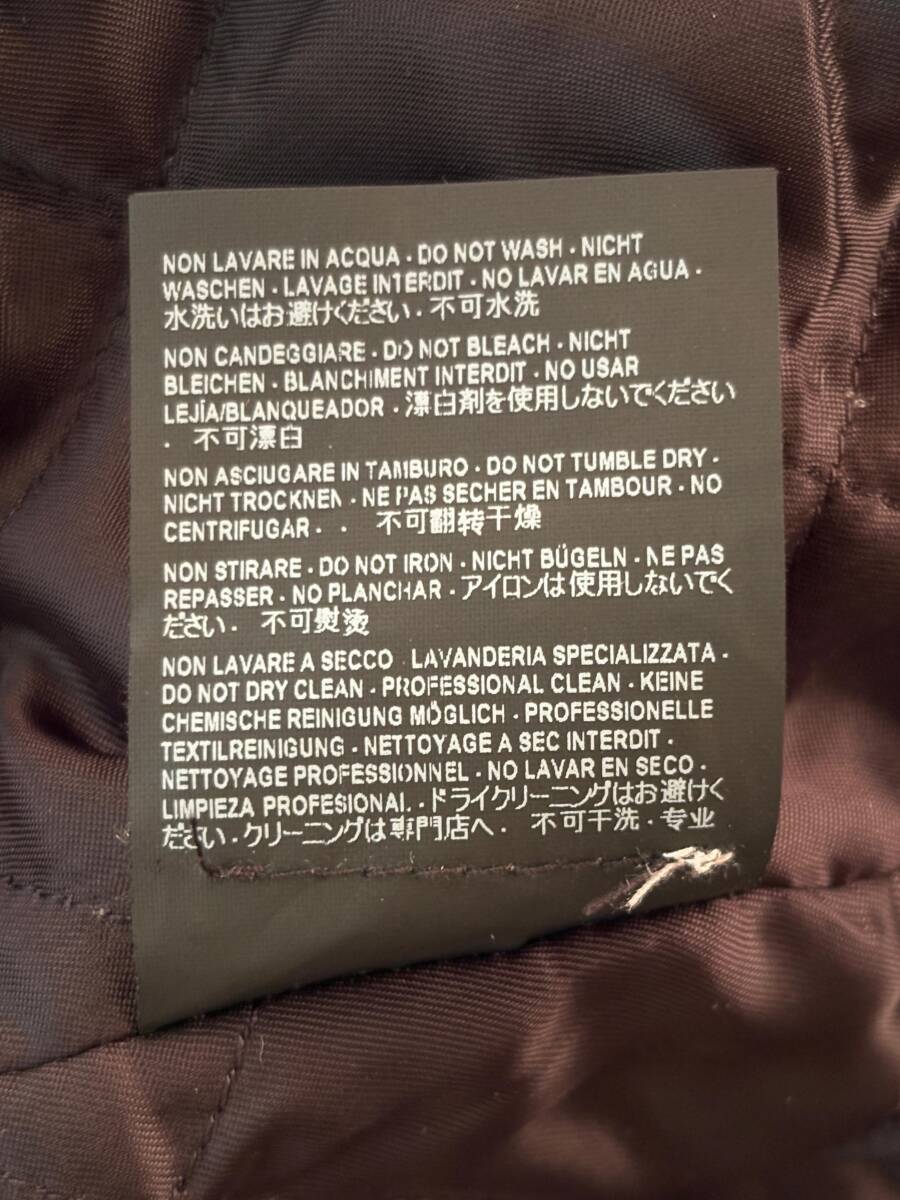 NON LAVARE IN ACQUA - DO NOT WASH - NICHT
WASCHEN - LAVAGE INTERDIT - NO LAVAR EN AGUA -
水洗いはお避けください - 不可水洗
NON CANDEGGIARE - DO NOT BLEACH - NICHT
BLEICHEN - BLANCHIMENT INTERDIT - NO USAR
LEJÍA/BLANQUEADOR - 漂白剤を使用しないでください
- 不可漂白
NON ASCIUGARE IN TAMBURO - DO NOT TUMBLE DRY -
NICHT TROCKNEN - NE PAS SECHER EN TAMBOUR - NO
CENTRIFUGAR - - 不可翻转干燥
NON STIRARE - DO NOT IRON - NICHT BÜGELN - NE PAS
REPASSER - NO PLANCHAR - アイロンは使用しないでく
ださい - 不可熨烫
NON LAVARE A SECCO LAVANDERIA SPECIALIZZATA -
DO NOT DRY CLEAN - PROFESSIONAL CLEAN - KEINE
CHEMISCHE REINIGUNG MÖGLICH - PROFESSIONELLE
TEXTILREINIGUNG - NETTOYAGE A SEC INTERDIT -
NETTOYAGE PROFESSIONNEL - NO LAVAR EN SECO -
LIMPIEZA PROFESIONAL - ドライクリーニングはお避けく
ださい - クリーニングは専門店へ - 不可干洗 - 专业